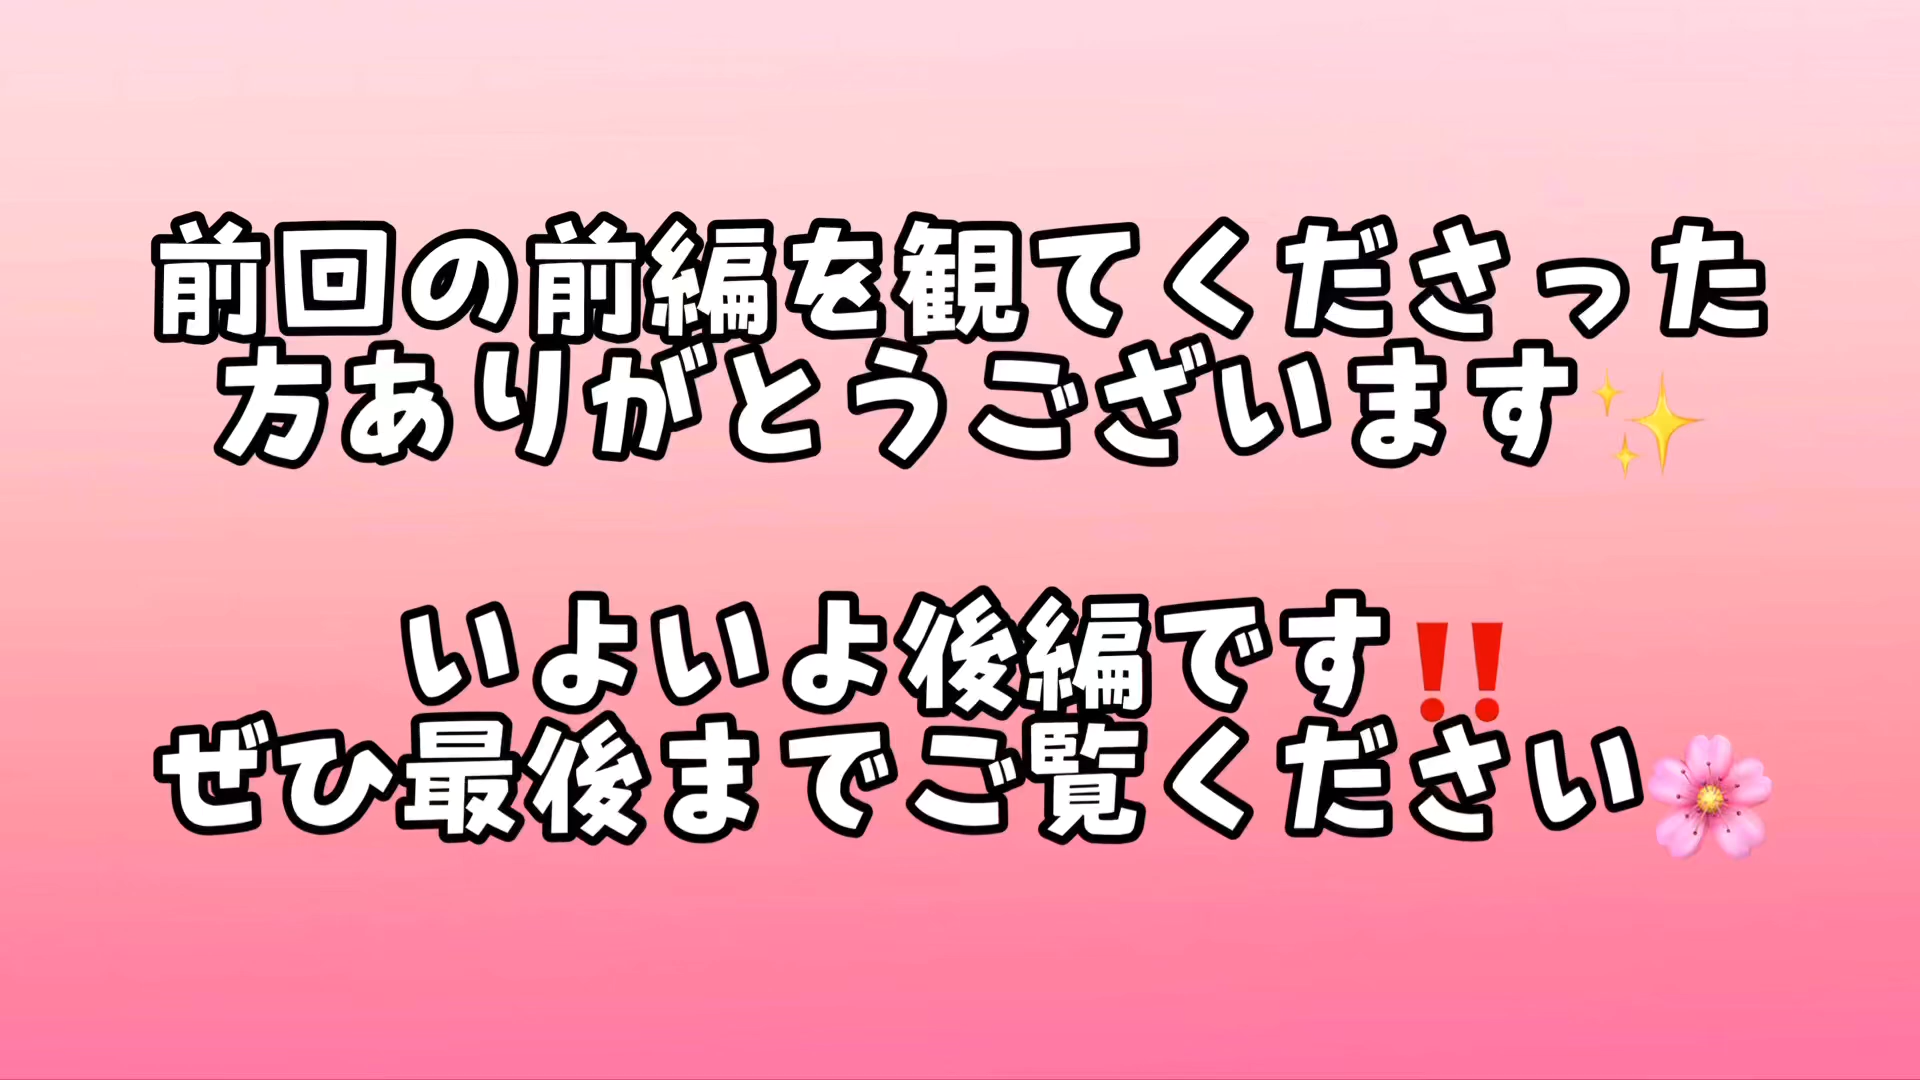 前回の前編を観てくださった
方ありがとうございます✨
いよいよ後編です‼️
ぜひ最後までご覧ください🌸